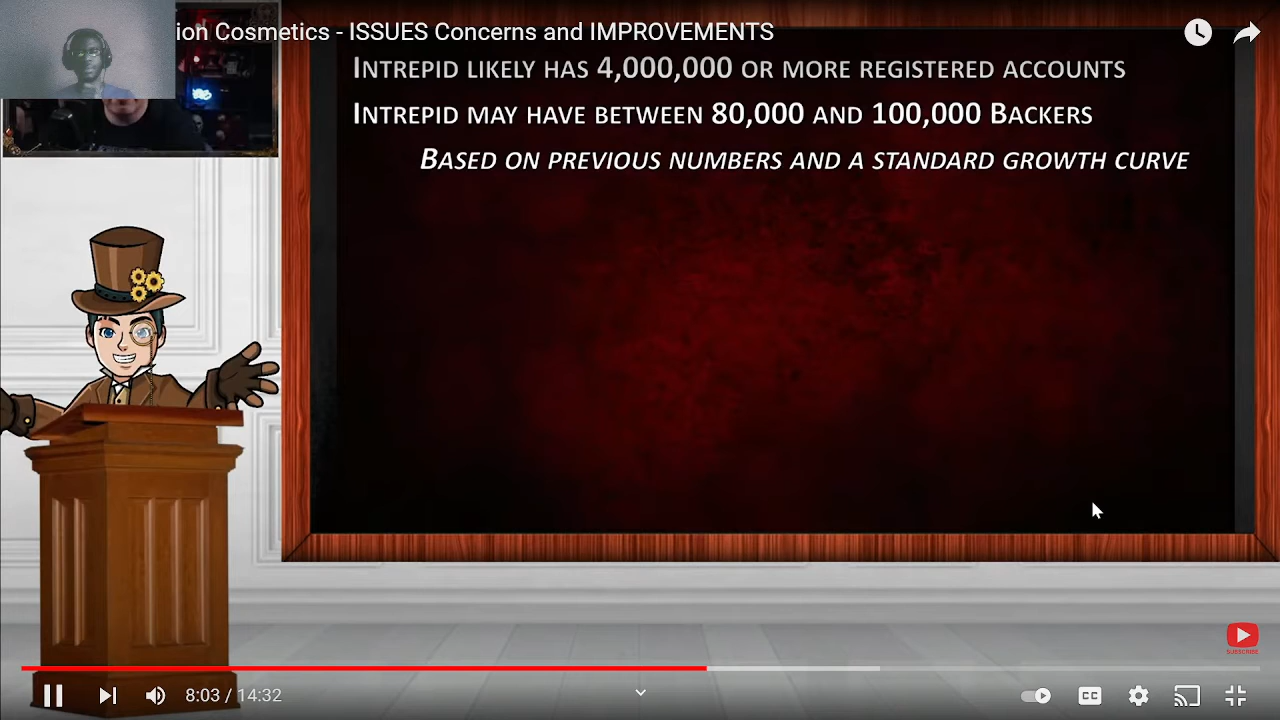 ion Cosmetics - ISSUES Concerns and IMPROVEMENTS
INTREPID LIKELY HAS 4,000,000 OR MORE REGISTERED ACCOUNTS
INTREPID MAY HAVE BETWEEN 80,000 AND 100,000 BACKERS
BASED ON PREVIOUS NUMBERS AND A STANDARD GROWTH CURVE
SUBSCRIBE
8:03 / 14:32
CC